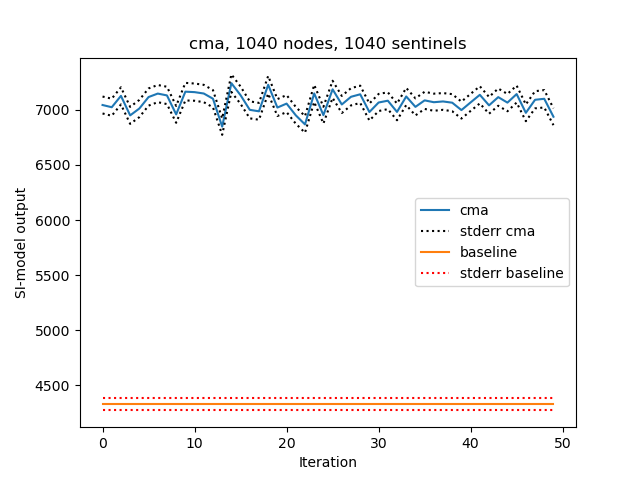 cma, 1040 nodes, 1040 sentinels
SI-model output
7000
6500
6000
5500
5000
4500
cma
stderr cma
baseline
stderr baseline
0 10 20 30 40 50
Iteration